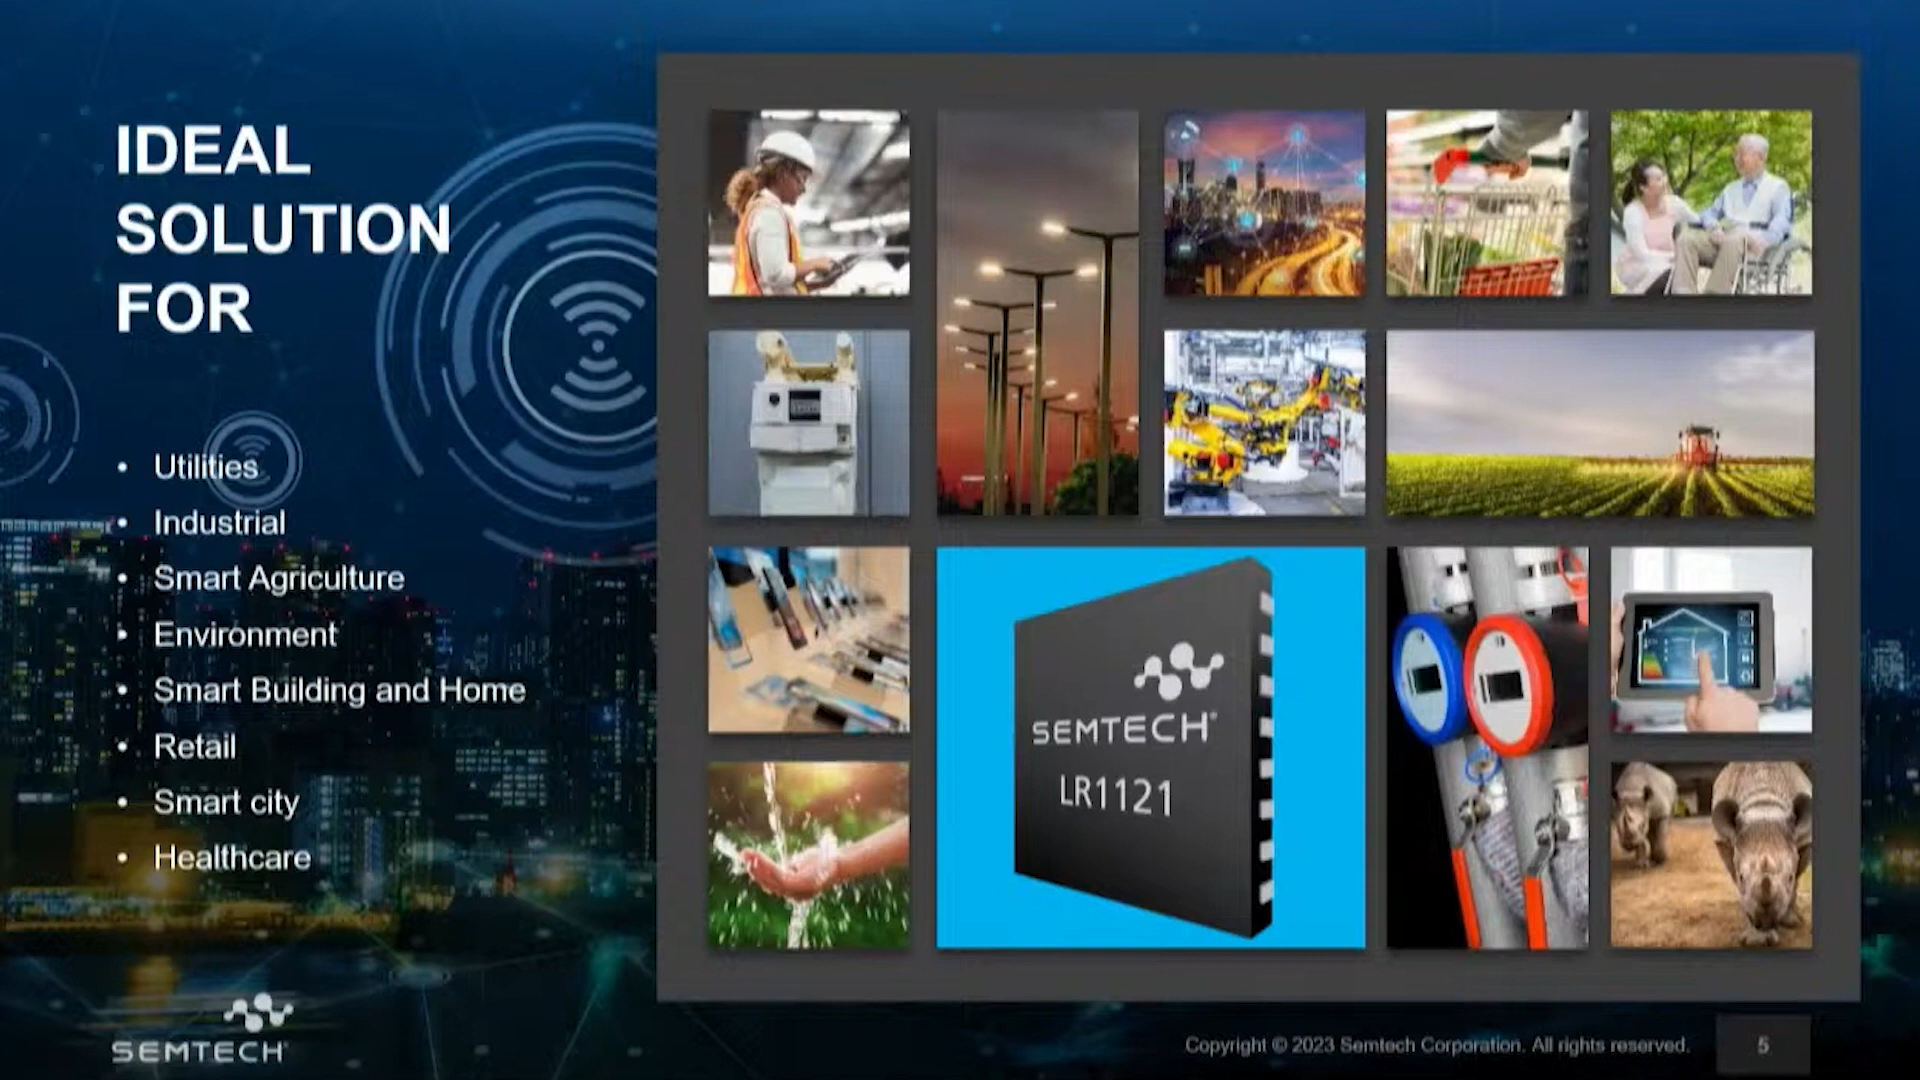 IDEAL
SOLUTION
FOR
• Utilities
• Industrial
• Smart Agriculture
• Environment
• Smart Building and Home
• Retail
• Smart city
• Healthcare
SEMTECH®
LR1121
SEMTECH®
Copyright © 2023 Semtech Corporation. All rights reserved.
5